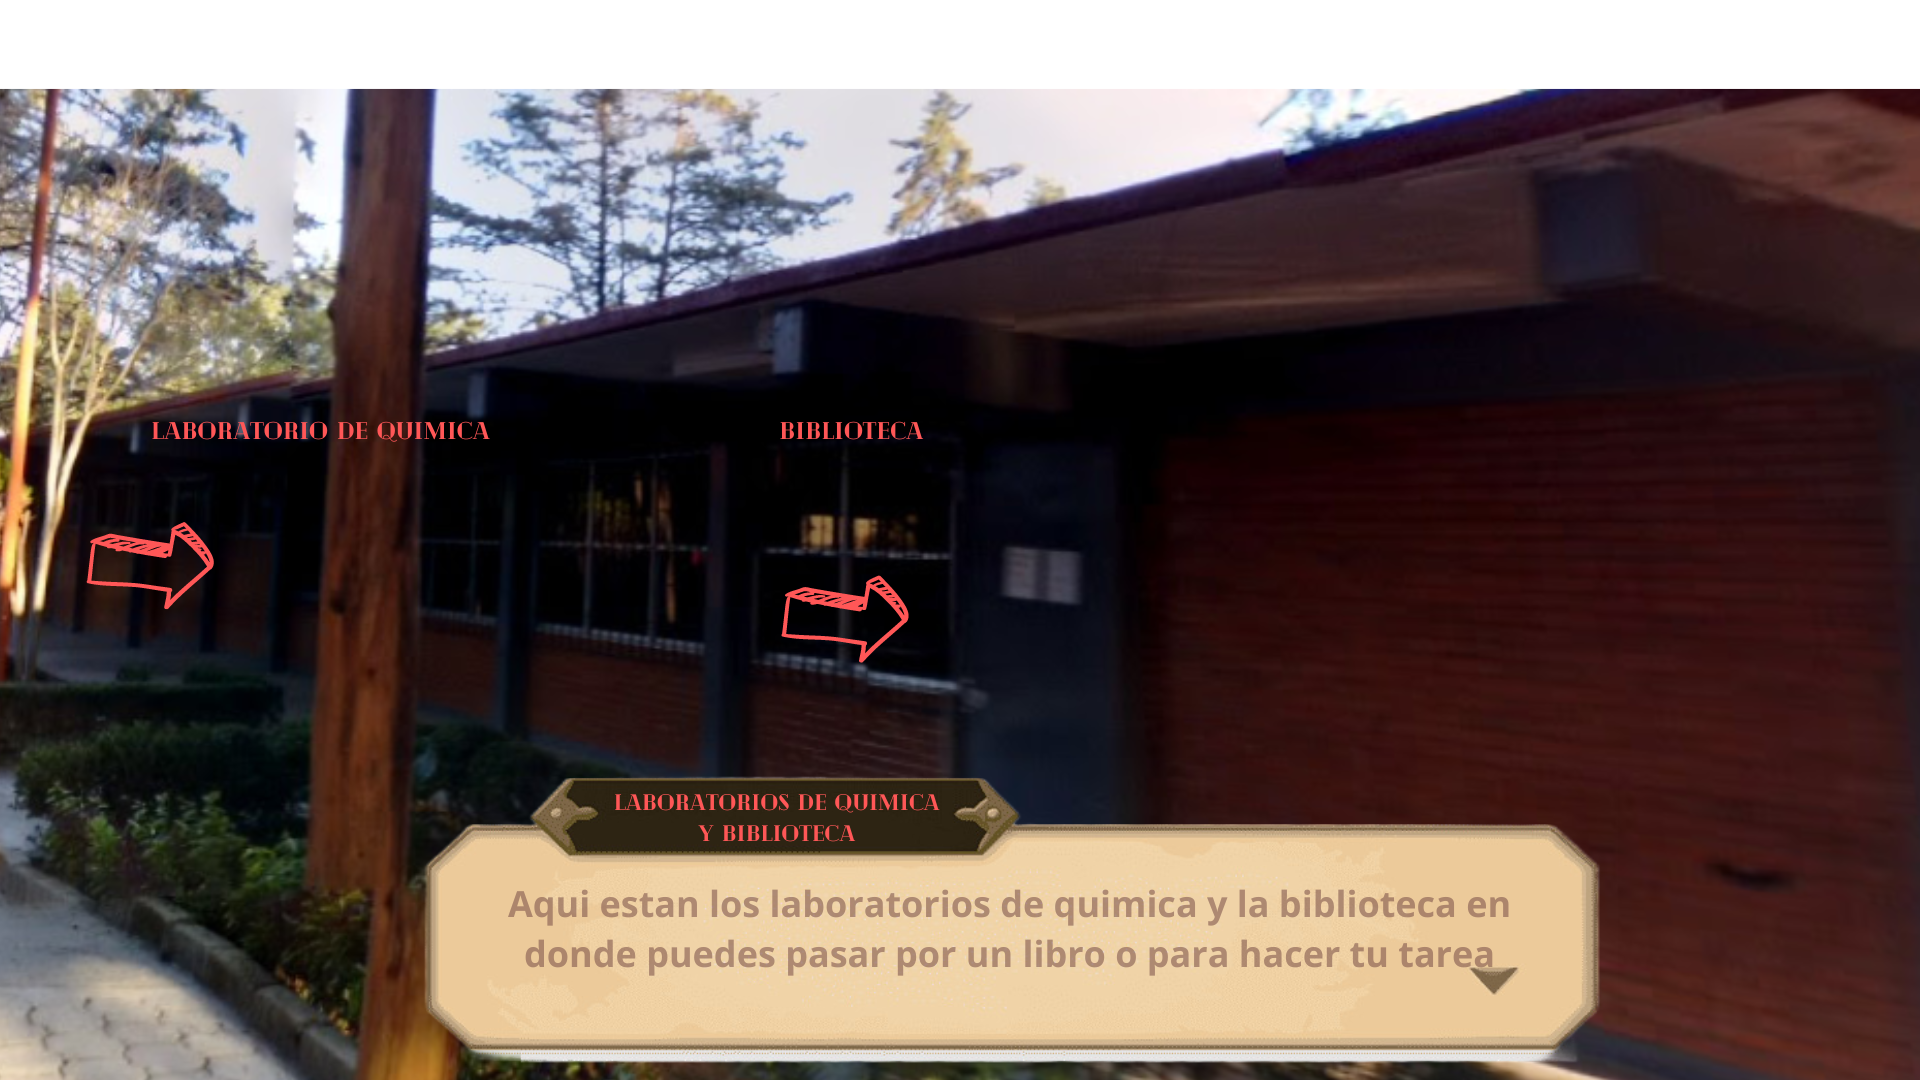 LABORATORIO DE QUIMICA
BIBLIOTECA
LABORATORIOS DE QUIMICA
Y BIBLIOTECA
Aqui estan los laboratorios de quimica y la biblioteca en
donde puedes pasar por un libro o para hacer tu tarea